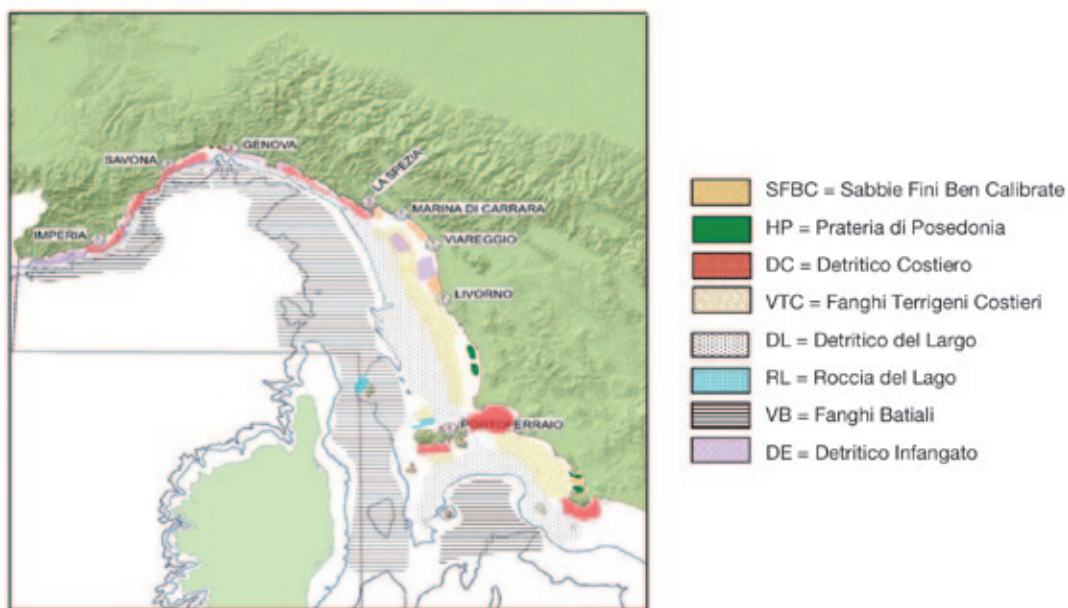 SAVONA
GENOVA
LA SPEZIA
MARINA DI CARRARA
IMPERIA
VIAREGGIO
LIVORNO
PORTOFERRAIO
SFBC = Sabbie Fini Ben Calibrate
HP = Prateria di Posedonia
DC = Detritico Costiero
VTC = Fanghi Terrigeni Costieri
DL = Detritico del Largo
RL = Roccia del Lago
VB = Fanghi Batiali
DE = Detritico Infangato